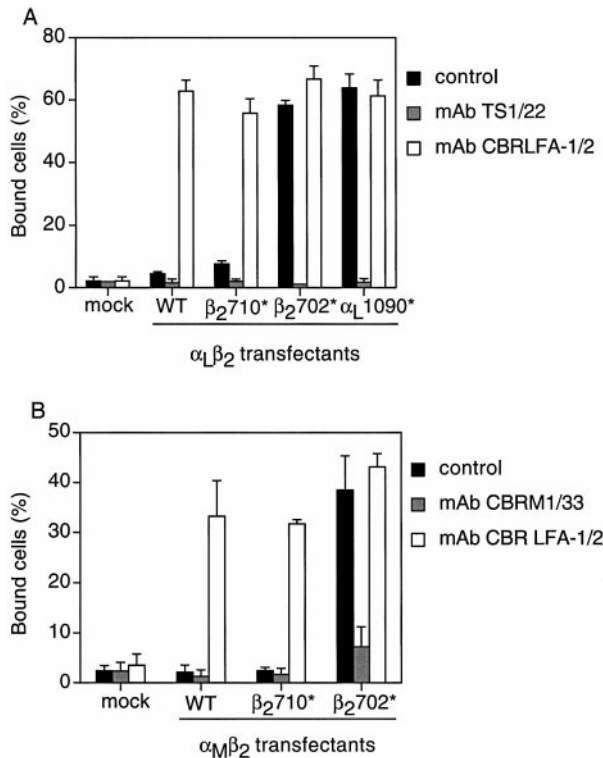 A
80
60
40
20
0
Bound cells (%)
control
mAb TS1/22
mAb CBRLFA-1/2
mock WT β₂710* β₂702* αL1090*
αLβ₂ transfectants
B
50
40
30
20
10
0
Bound cells (%)
control
mAb CBRM1/33
mAb CBR LFA-1/2
mock WT β₂710* β₂702*
αMβ₂ transfectants